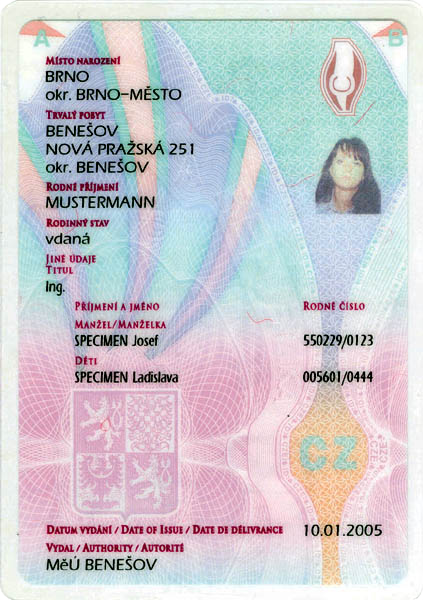 A B
Místo narození
BRNO
okr. BRNO–MĚSTO
Trvalý pobyt
BENEŠOV
NOVÁ PRAŽSKÁ 251
okr. BENEŠOV
Rodné příjmení
MUSTERMANN
Rodinný stav
vdaná
Jiné údaje
Titul
Ing.
Příjmení a jméno Rodné číslo
Manžel/Manželka
SPECIMEN Josef 550229/0123
Děti
SPECIMEN Ladislava 005601/0444
CZ
Datum vydání / Date of Issue / Date de délivrance 10.01.2005
Vydal / Authority / Autorité
MěÚ BENEŠOV